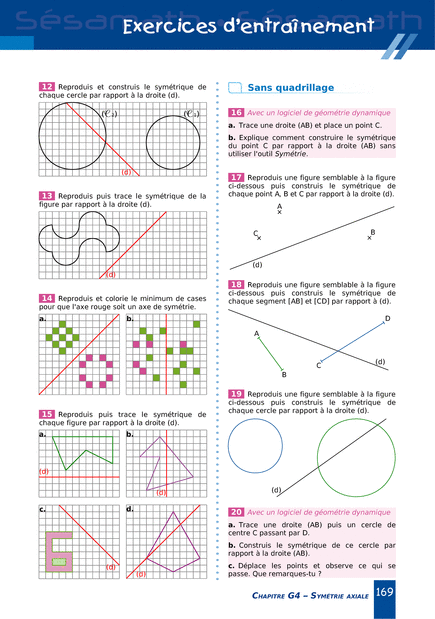 Sésamath Sésamath
Exercices d'entraînement
12 Reproduis et construis le symétrique de
chaque cercle par rapport à la droite (d).
(d)
13 Reproduis puis trace le symétrique de la
figure par rapport à la droite (d).
(d)
14 Reproduis et colorie le minimum de cases
pour que l'axe rouge soit un axe de symétrie.
a.
b.
15 Reproduis puis trace le symétrique de
chaque figure par rapport à la droite (d).
a.
(d)
b.
(d)
c.
(d)
d.
(d)
Sans quadrillage
16 Avec un logiciel de géométrie dynamique
a. Trace une droite (AB) et place un point C.
b. Explique comment construire le symétrique
du point C par rapport à la droite (AB) sans
utiliser l'outil Symétrie.
17 Reproduis une figure semblable à la figure
ci-dessous puis construis le symétrique de
chaque point A, B et C par rapport à la droite (d).
A
C
B
(d)
18 Reproduis une figure semblable à la figure
ci-dessous puis construis le symétrique de
chaque segment [AB] et [CD] par rapport à (d).
D
A
C
(d)
B
19 Reproduis une figure semblable à la figure
ci-dessous puis construis le symétrique de
chaque cercle par rapport à la droite (d).
(d)
20 Avec un logiciel de géométrie dynamique
a. Trace une droite (AB) puis un cercle de
centre C passant par D.
b. Construis le symétrique de ce cercle par
rapport à la droite (AB).
c. Déplace les points et observe ce qui se
passe. Que remarques-tu ?
CHAPITRE G4 – SYMÉTRIE AXIALE 169